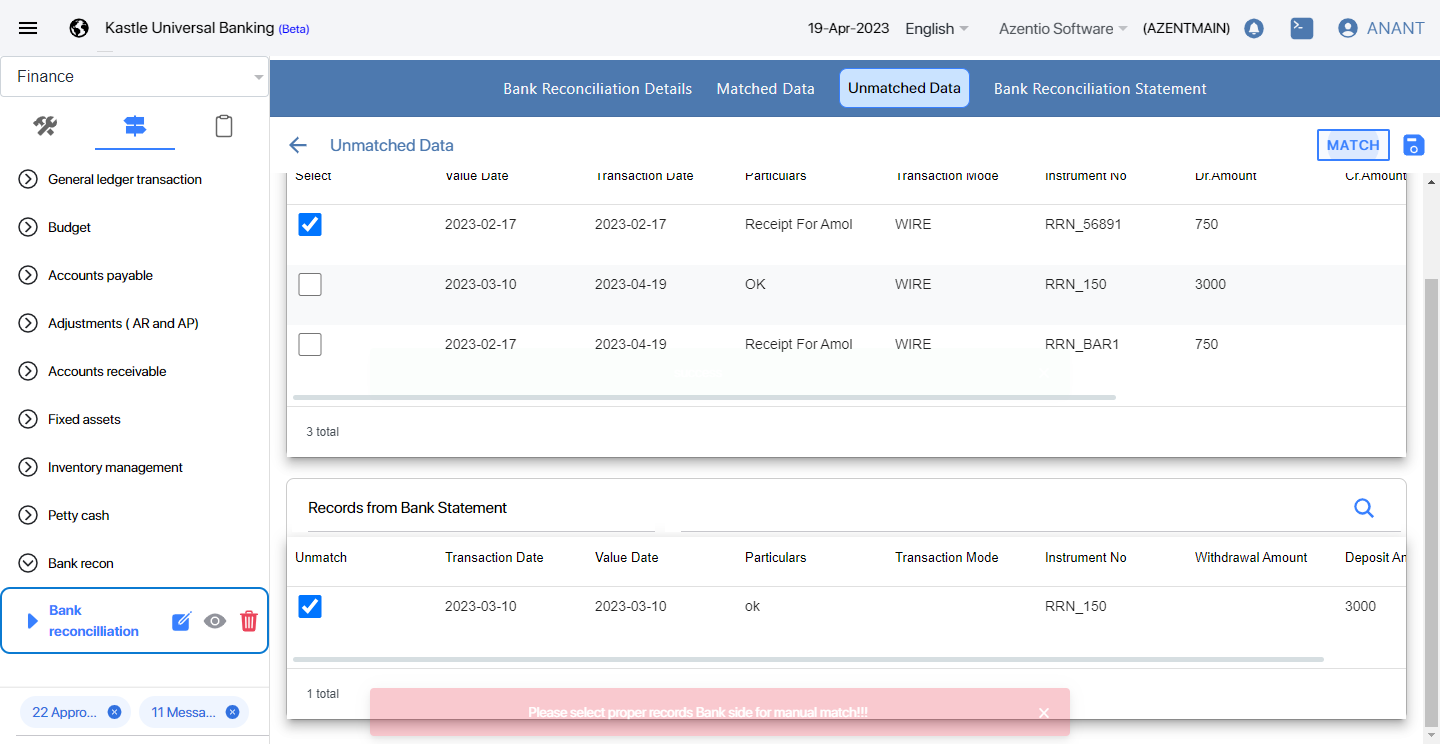 Kastle Universal Banking (Beta)
19-Apr-2023 English Azentio Software (AZENTMAIN) ANANT
Finance
Bank Reconciliation Details Matched Data Unmatched Data Bank Reconciliation Statement
Unmatched Data MATCH
General ledger transaction
Budget
Accounts payable
Adjustments ( AR and AP)
Accounts receivable
Fixed assets
Inventory management
Petty cash
Bank recon
Bank
reconcilliation
22 Appro... 11 Messa...
Select Value Date Transaction Date Particulars Transaction Mode Instrument No Dr.Amount Cr.Amount
2023-02-17 2023-02-17 Receipt For Amol WIRE RRN_56891 750
2023-03-10 2023-04-19 OK WIRE RRN_150 3000
2023-02-17 2023-04-19 Receipt For Amol WIRE RRN_BAR1 750
3 total
Records from Bank Statement
Unmatch Transaction Date Value Date Particulars Transaction Mode Instrument No Withdrawal Amount Deposit An
2023-03-10 2023-03-10 ok RRN_150 3000
1 total
Please select proper records Bank side for manual match!!!